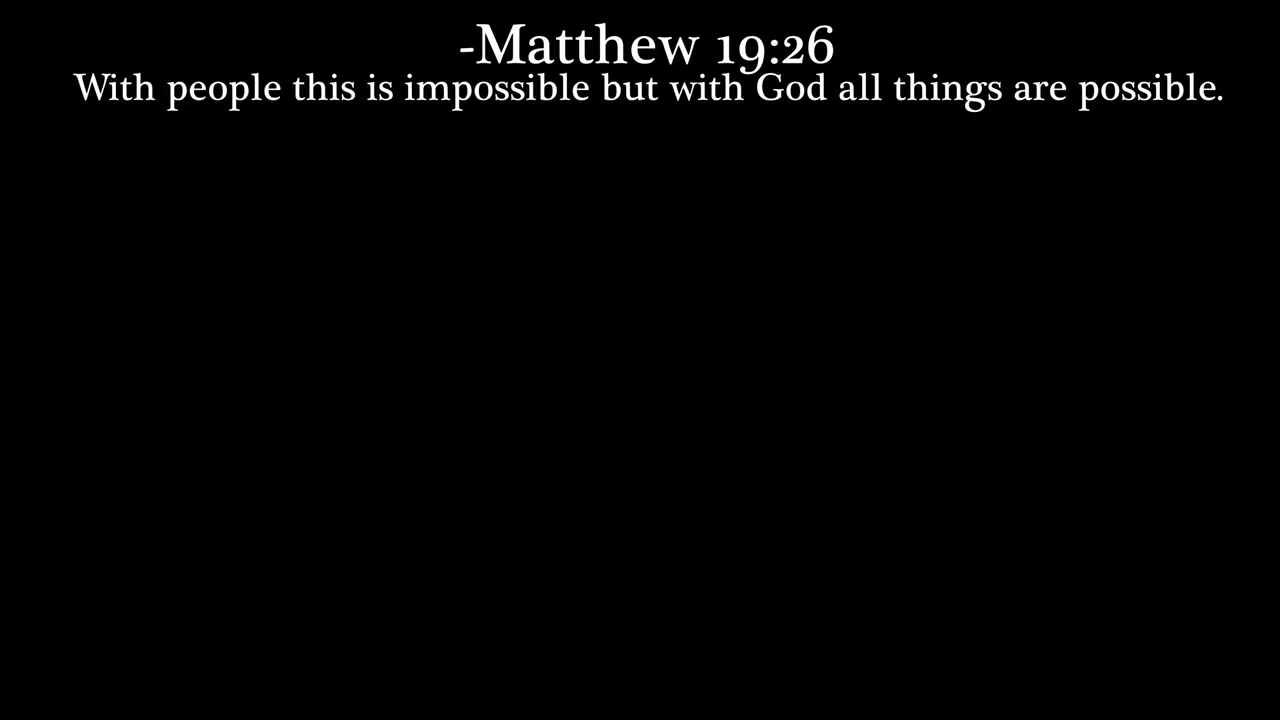 -Matthew 19:26
With people this is impossible but with God all things are possible.